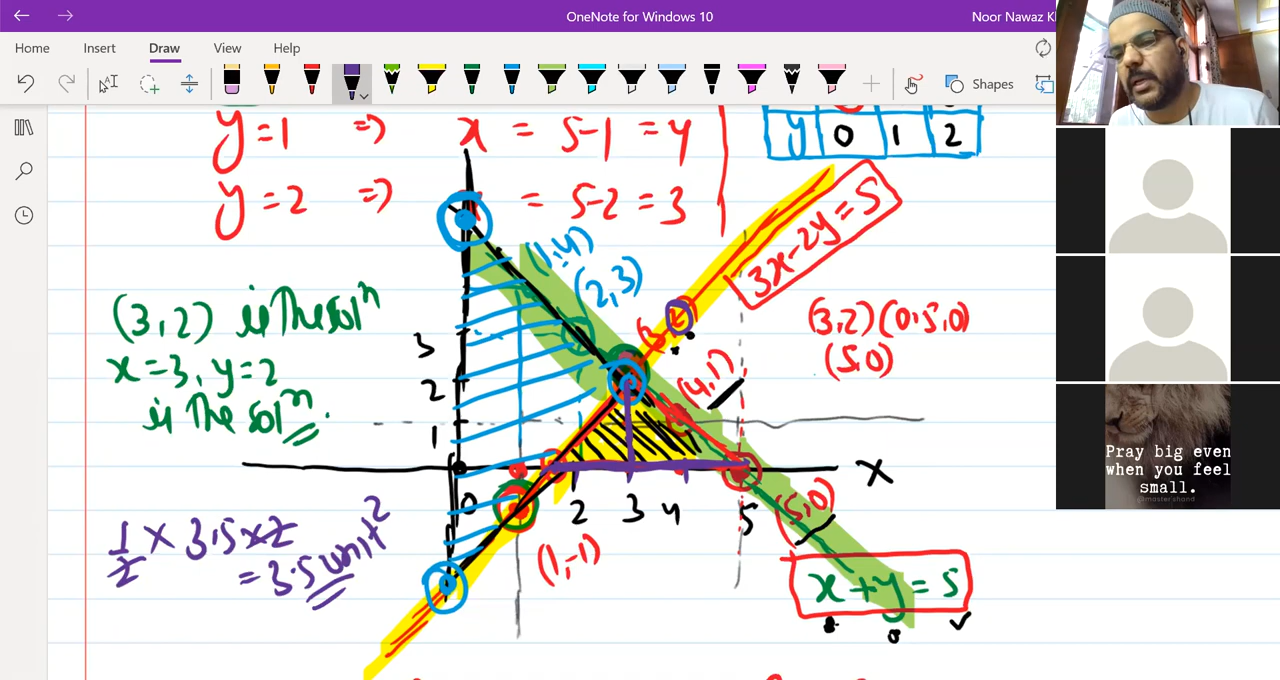 OneNote for Windows 10
Noor Nawaz K
Home Insert Draw View Help
Shapes
y = 1 => x = 5-1 = 4
y = 2 => = 5-2 = 3
y 0 1 2
3x-2y=5
(1,4)
(2,3)
(3,2) is the solⁿ
x=3, y=2
is the solⁿ.
(3,2) (0.5,0)
(5,0)
(4,1)
3
2
1
0 2 3 4 5
X
(5,0)
(1,-1)
1/2 × 3.5 × 2
= 3.5 unit²
x + y = 5
Pray big even
when you feel
small.